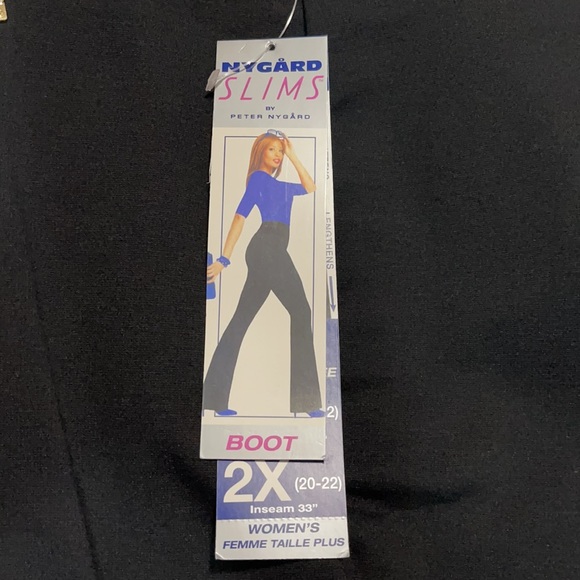 NYGÅRD
SLIMS
BY
PETER NYGÅRD
LENGTHENS
BOOT
2X (20-22)
Inseam 33"
WOMEN'S
FEMME TAILLE PLUS